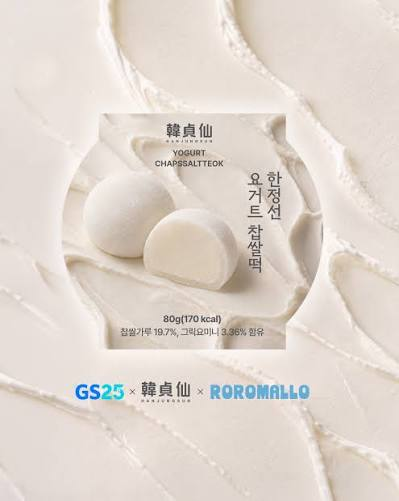 韓貞仙
HANJUNGSUN
YOGURT
CHAPSSALTTEOK
한정선
요거트 찹쌀떡
80g(170 kcal)
찹쌀가루 19.7%, 그릭요미니 3.36% 함유
GS25 × 韓貞仙 × ROROMALLO
HANJUNGSUN